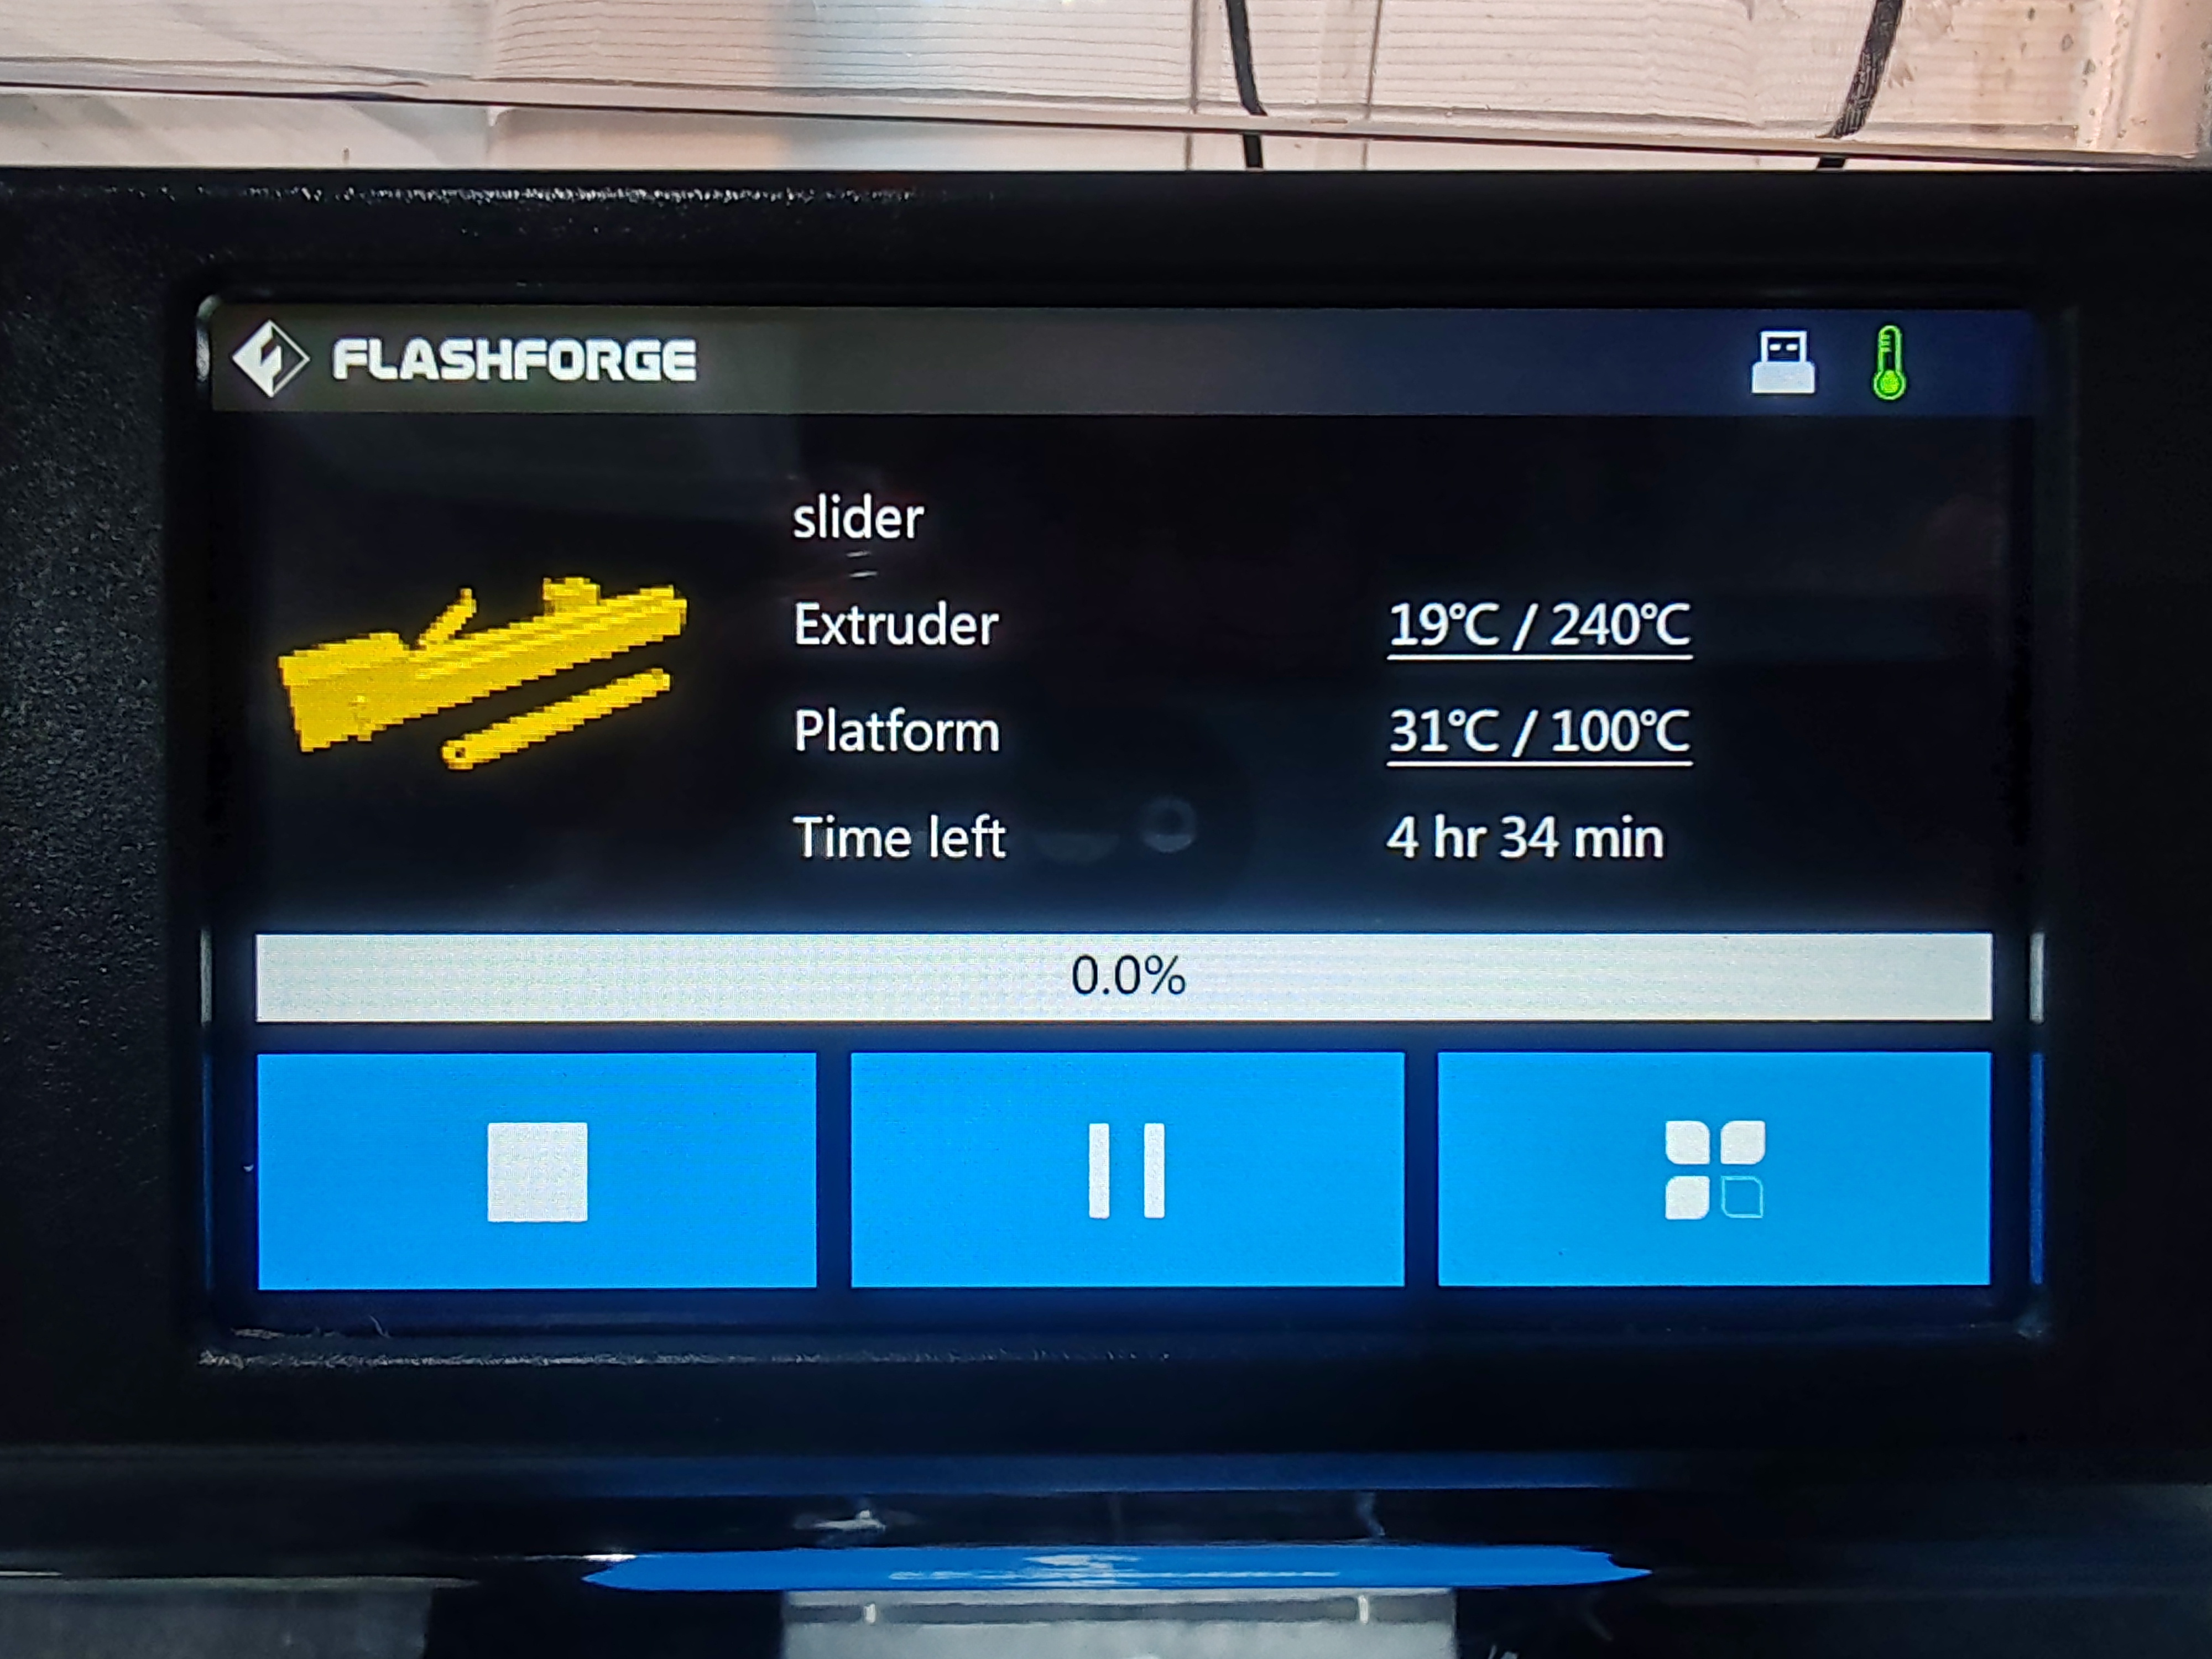 FLASHFORGE
slider
Extruder 19℃ / 240℃
Platform 31℃ / 100℃
Time left 4 hr 34 min
0.0%